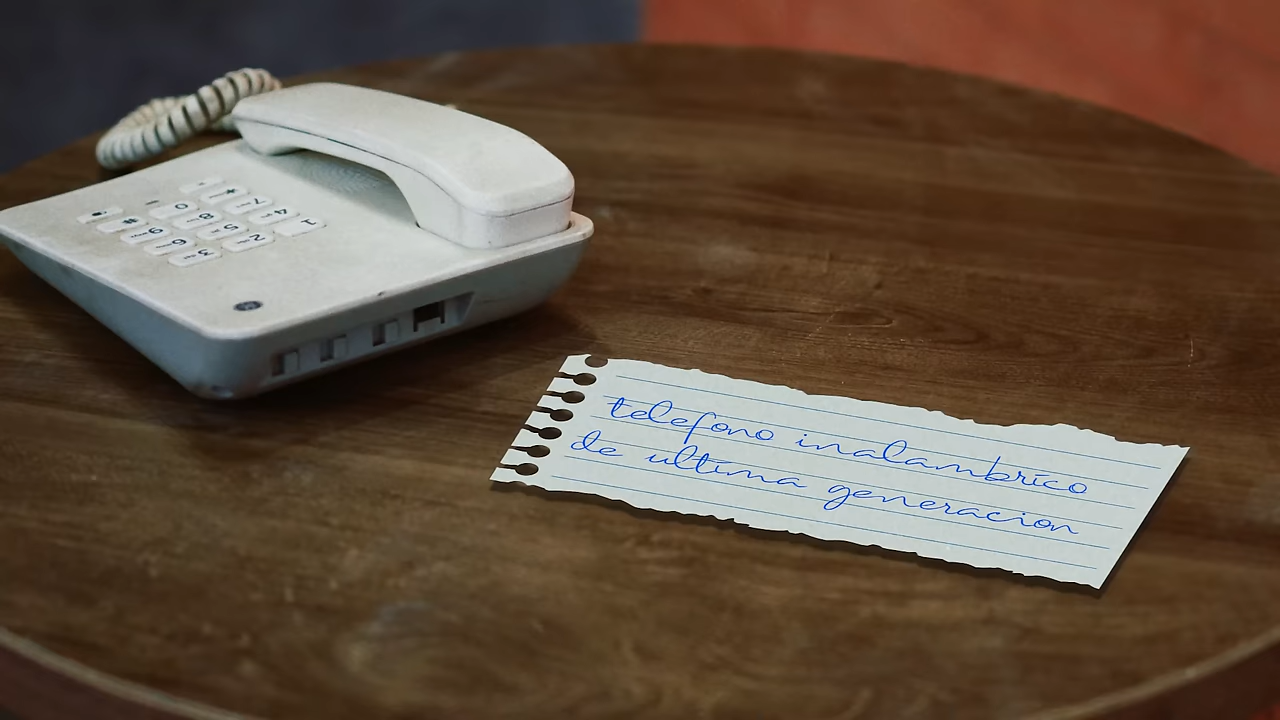 telefono inalambrico
de ultima generacion